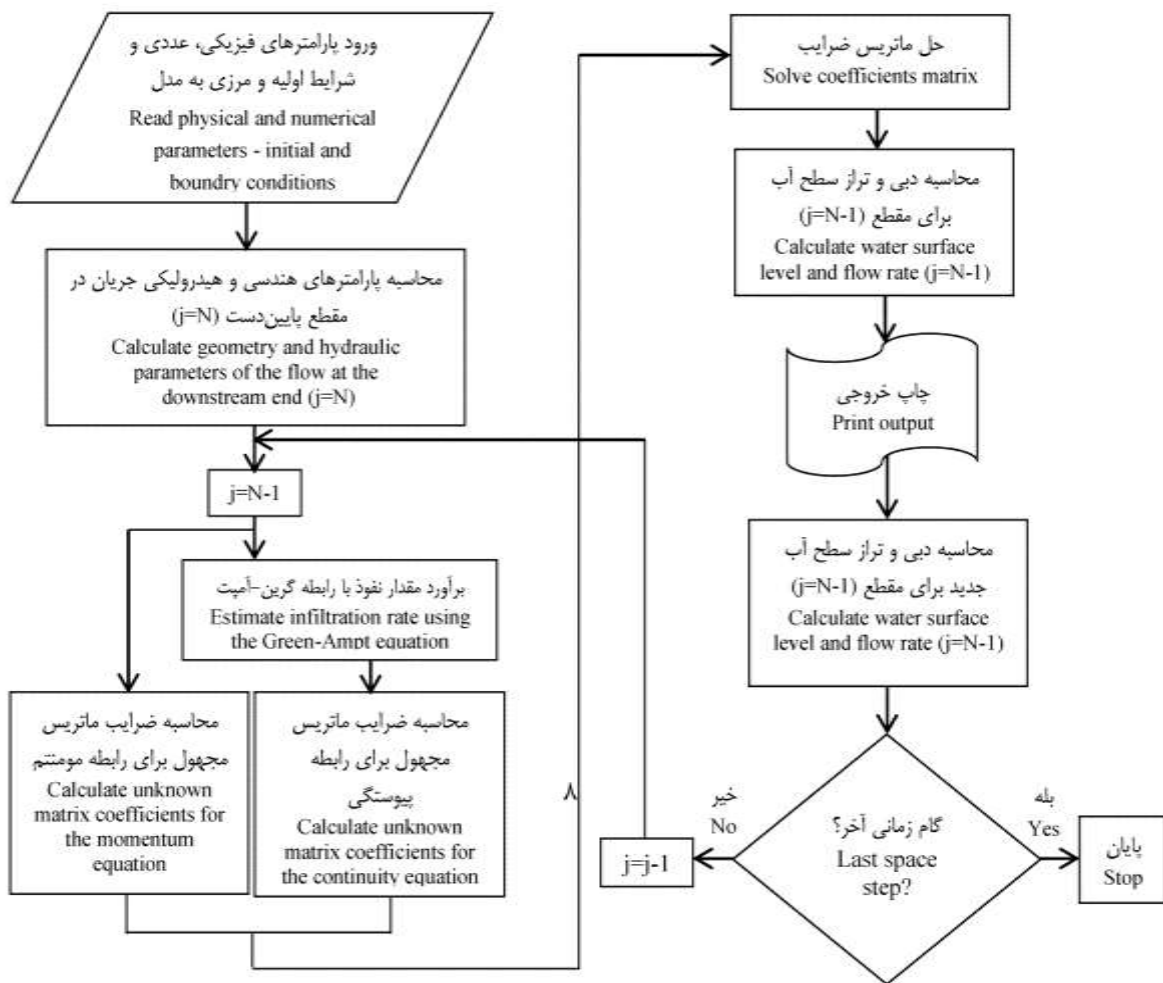 ورود پارامترهای فیزیکی، عددی و
شرایط اولیه و مرزی به مدل
Read physical and numerical
parameters - initial and
boundry conditions
محاسبه پارامترهای هندسی و هیدرولیکی جریان در
مقطع پایین‌دست (j=N)
Calculate geometry and hydraulic
parameters of the flow at the
downstream end (j=N)
j=N-1
برآورد مقدار نفوذ با رابطه گرین-آمپت
Estimate infiltration rate using
the Green-Ampt equation
محاسبه ضرایب ماتریس
مجهول برای رابطه مومنتم
Calculate unknown
matrix coefficients for
the momentum
equation
محاسبه ضرایب ماتریس
مجهول برای رابطه
پیوستگی
Calculate unknown
matrix coefficients for
the continuity equation
۸
حل ماتریس ضرایب
Solve coefficients matrix
محاسبه دبی و تراز سطح آب
برای مقطع (j=N-1)
Calculate water surface
level and flow rate (j=N-1)
چاپ خروجی
Print output
محاسبه دبی و تراز سطح آب
جدید برای مقطع (j=N-1)
Calculate water surface
level and flow rate (j=N-1)
گام زمانی آخر؟
Last space
step?
خیر
No
j=j-1
بله
Yes
پایان
Stop